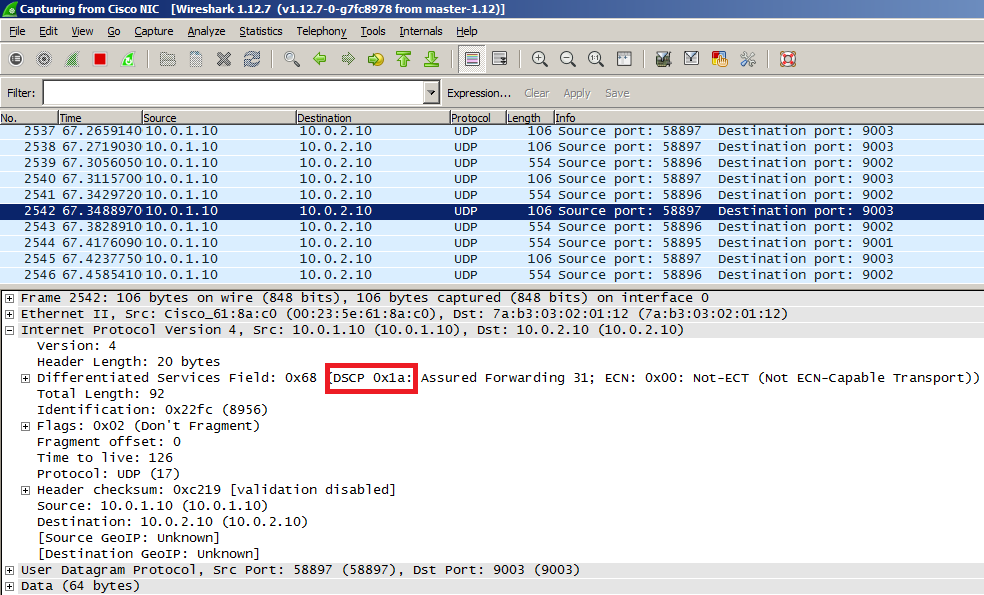 Capturing from Cisco NIC [Wireshark 1.12.7 (v1.12.7-0-g7fc8978 from master-1.12)]
File Edit View Go Capture Analyze Statistics Telephony Tools Internals Help
Filter: Expression... Clear Apply Save
No. Time Source Destination Protocol Length Info
2537 67.2659140 10.0.1.10 10.0.2.10 UDP 106 Source port: 58897 Destination port: 9003
2538 67.2719030 10.0.1.10 10.0.2.10 UDP 106 Source port: 58897 Destination port: 9003
2539 67.3056050 10.0.1.10 10.0.2.10 UDP 554 Source port: 58896 Destination port: 9002
2540 67.3115700 10.0.1.10 10.0.2.10 UDP 106 Source port: 58897 Destination port: 9003
2541 67.3429720 10.0.1.10 10.0.2.10 UDP 554 Source port: 58896 Destination port: 9002
2542 67.3488970 10.0.1.10 10.0.2.10 UDP 106 Source port: 58897 Destination port: 9003
2543 67.3828910 10.0.1.10 10.0.2.10 UDP 554 Source port: 58896 Destination port: 9002
2544 67.4176090 10.0.1.10 10.0.2.10 UDP 554 Source port: 58895 Destination port: 9001
2545 67.4237750 10.0.1.10 10.0.2.10 UDP 106 Source port: 58897 Destination port: 9003
2546 67.4585410 10.0.1.10 10.0.2.10 UDP 554 Source port: 58896 Destination port: 9002
Frame 2542: 106 bytes on wire (848 bits), 106 bytes captured (848 bits) on interface 0
Ethernet II, Src: Cisco_61:8a:c0 (00:23:5e:61:8a:c0), Dst: 7a:b3:03:02:01:12 (7a:b3:03:02:01:12)
Internet Protocol Version 4, Src: 10.0.1.10 (10.0.1.10), Dst: 10.0.2.10 (10.0.2.10)
Version: 4
Header Length: 20 bytes
Differentiated Services Field: 0x68 (DSCP 0x1a: Assured Forwarding 31; ECN: 0x00: Not-ECT (Not ECN-Capable Transport))
Total Length: 92
Identification: 0x22fc (8956)
Flags: 0x02 (Don't Fragment)
Fragment offset: 0
Time to live: 126
Protocol: UDP (17)
Header checksum: 0xc219 [validation disabled]
Source: 10.0.1.10 (10.0.1.10)
Destination: 10.0.2.10 (10.0.2.10)
[Source GeoIP: Unknown]
[Destination GeoIP: Unknown]
User Datagram Protocol, Src Port: 58897 (58897), Dst Port: 9003 (9003)
Data (64 bytes)